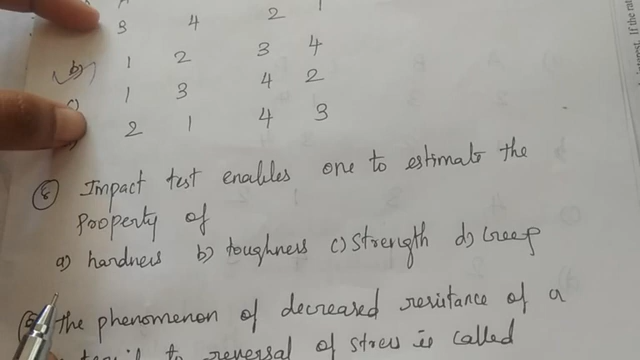 3 4 2 1
b) 1 2 3 4
1 3 4 2
2 1 4 3
8 Impact test enables one to estimate the
Property of
a) hardness b) toughness c) strength d) creep
the phenomenon of decreased resistance of a
to reversal of stress is called